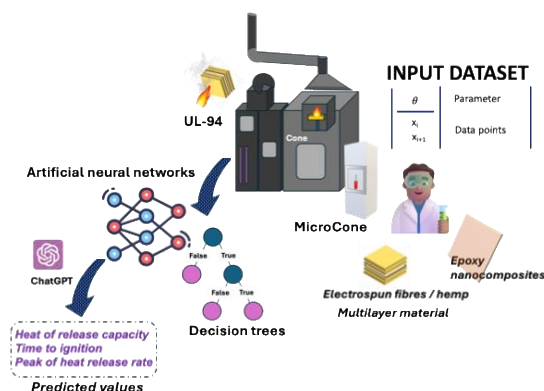 INPUT DATASET
θ Parameter
xᵢ
xᵢ₊₁
Data points
UL-94
Cone
MicroCone
Artificial neural networks
False True
False True
Decision trees
ChatGPT
Epoxy
nanocomposites
Electrospun fibres / hemp
Multilayer material
Heat of release capacity
Time to ignition
Peak of heat release rate
Predicted values